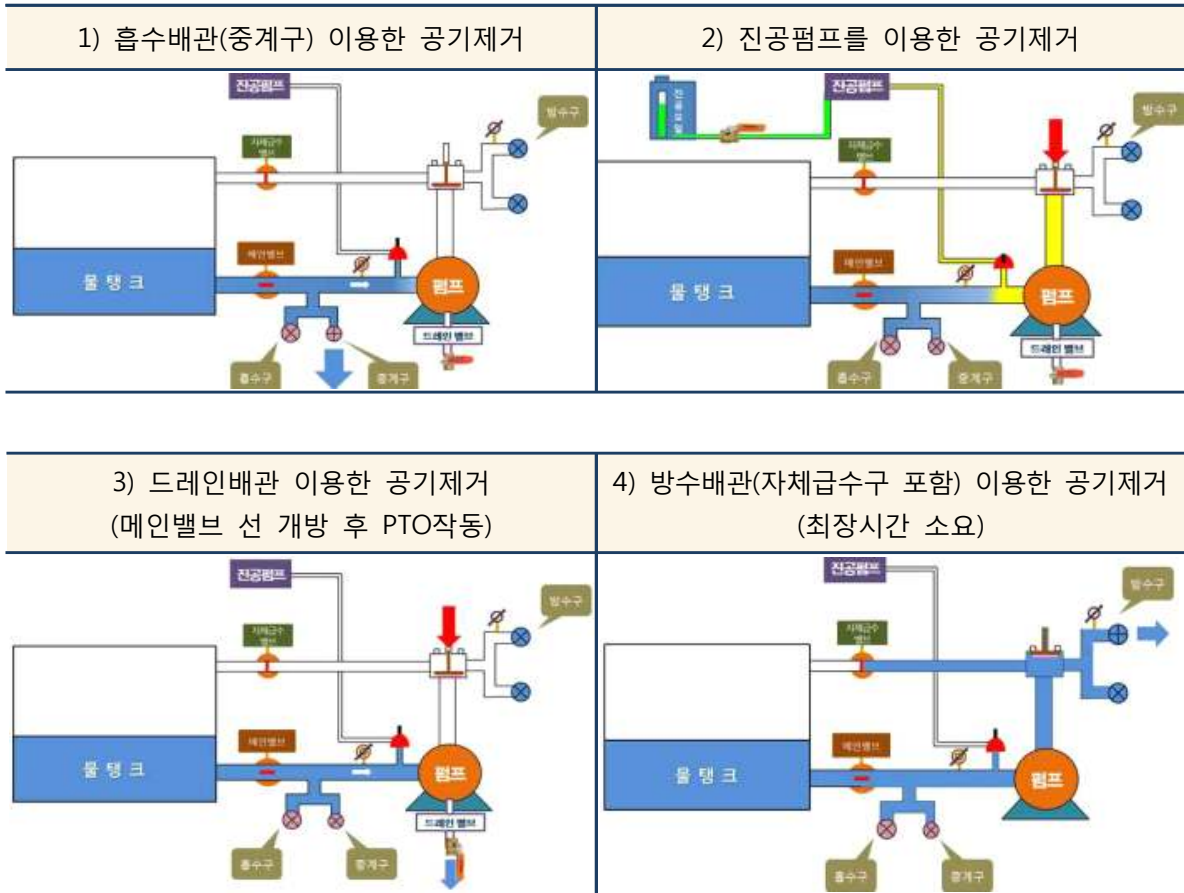 1) 흡수배관(중계구) 이용한 공기제거
2) 진공펌프를 이용한 공기제거
진공펌프
방수구
자체급수
밸브
메인밸브
물 탱 크
펌프
드레인 밸브
흡수구
중계구
진공오일
진공펌프
방수구
자체급수
밸브
메인밸브
물 탱 크
펌프
드레인 밸브
흡수구
중계구
3) 드레인배관 이용한 공기제거
(메인밸브 선 개방 후 PTO작동)
4) 방수배관(자체급수구 포함) 이용한 공기제거
(최장시간 소요)
진공펌프
방수구
자체급수
밸브
메인밸브
물 탱 크
펌프
드레인 밸브
흡수구
중계구
진공펌프
방수구
자체급수
밸브
메인밸브
물 탱 크
펌프
흡수구
중계구